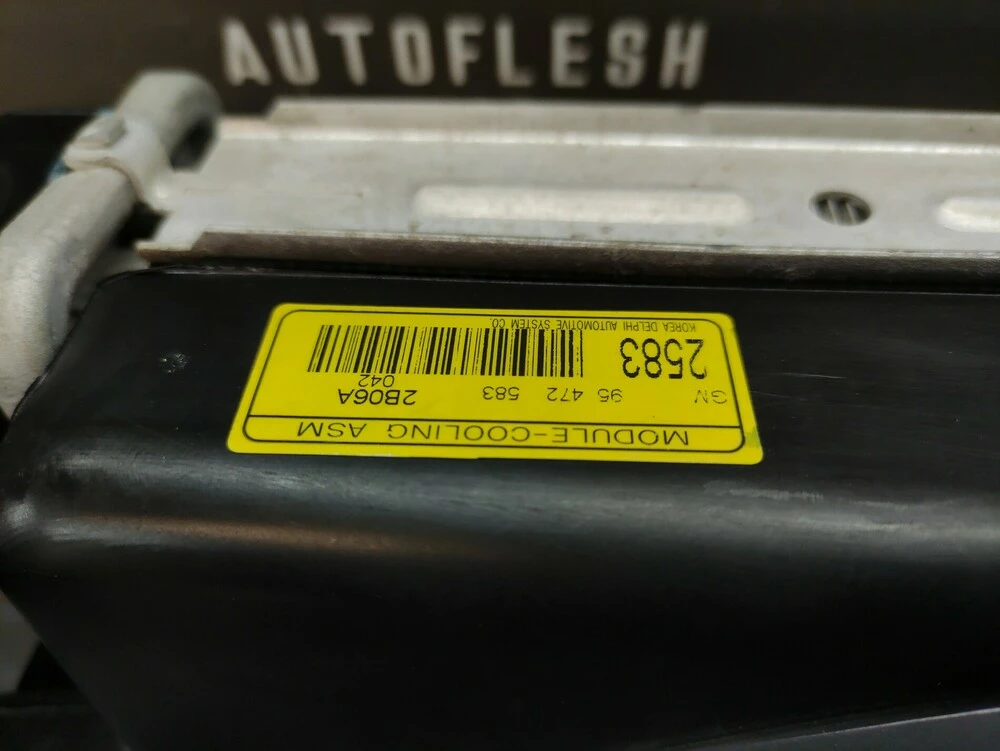 AUTOFLESH
MODULE-COOLING ASM
GN 95 472 583 2B06A
042
2583
KOREA DELPHI AUTOMOTIVE SYSTEM CO.